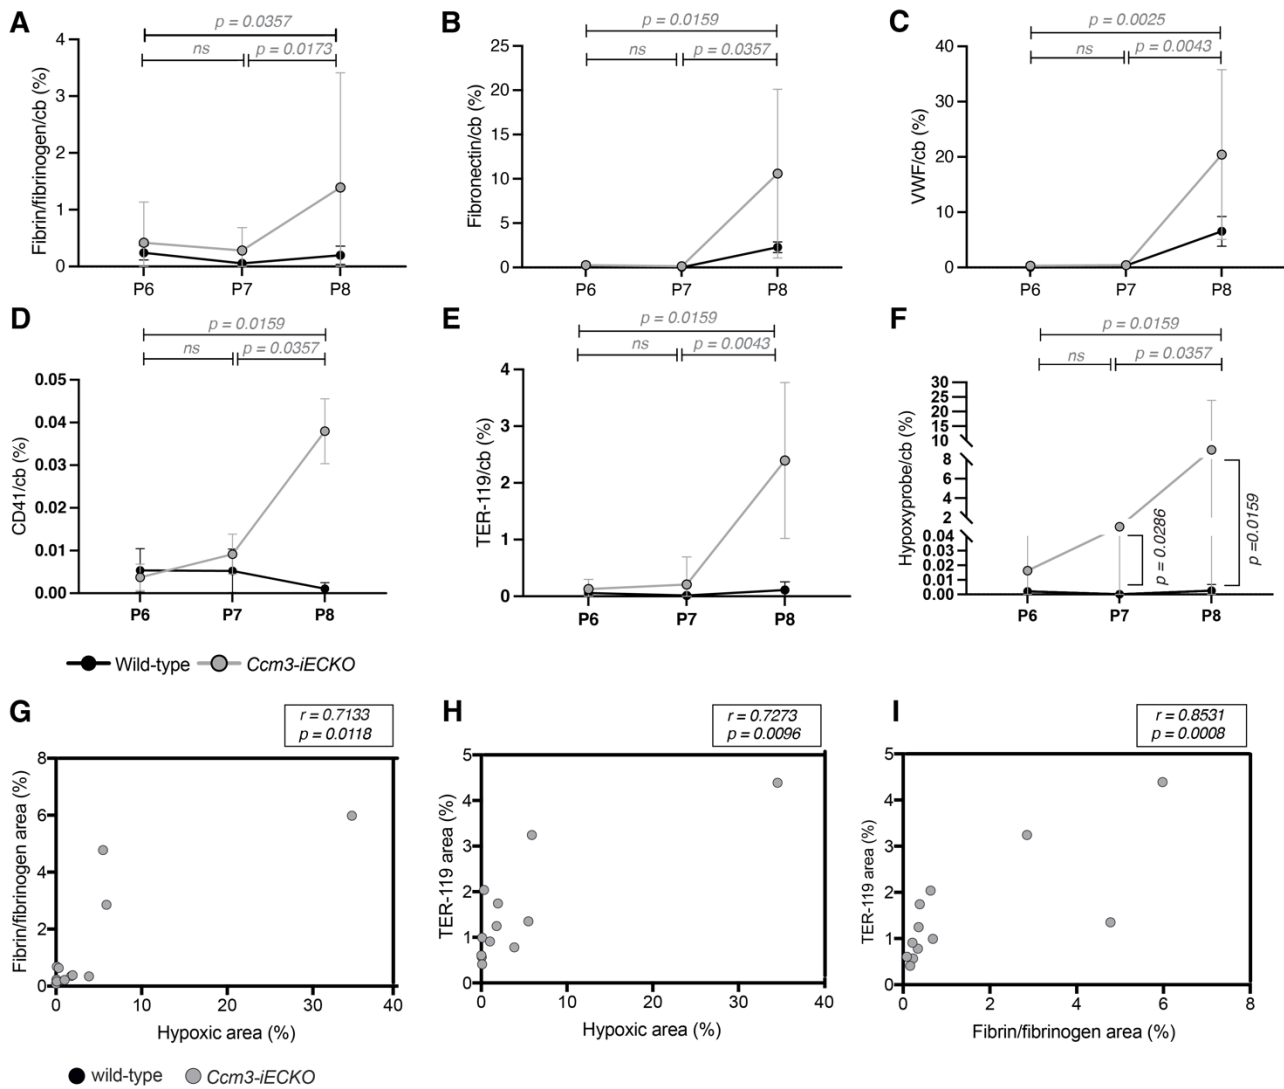 A
p = 0.0357
ns
p = 0.0173
Fibrin/fibrinogen/cb (%)
4
3
2
1
0
P6
P7
P8
B
p = 0.0159
ns
p = 0.0357
Fibronectin/cb (%)
25
20
15
10
5
0
P6
P7
P8
C
p = 0.0025
ns
p = 0.0043
VWF/cb (%)
40
30
20
10
0
P6
P7
P8
D
p = 0.0159
ns
p = 0.0357
CD41/cb (%)
0.05
0.04
0.03
0.02
0.01
0.00
P6
P7
P8
E
p = 0.0159
ns
p = 0.0043
TER-119/cb (%)
4
3
2
1
0
P6
P7
P8
F
p = 0.0159
ns
p = 0.0357
Hypoxyprobe/cb (%)
30
25
20
15
10
8
6
4
2
0.04
0.03
0.02
0.01
0.00
p = 0.0286
p =0.0159
P6
P7
P8
Wild-type
Ccm3-iECKO
G
r = 0.7133
p = 0.0118
Fibrin/fibrinogen area (%)
8
6
4
2
0
0
10
20
30
40
Hypoxic area (%)
H
r = 0.7273
p = 0.0096
TER-119 area (%)
5
4
3
2
1
0
0
10
20
30
40
Hypoxic area (%)
I
r = 0.8531
p = 0.0008
TER-119 area (%)
5
4
3
2
1
0
0
2
4
6
8
Fibrin/fibrinogen area (%)
wild-type
Ccm3-iECKO